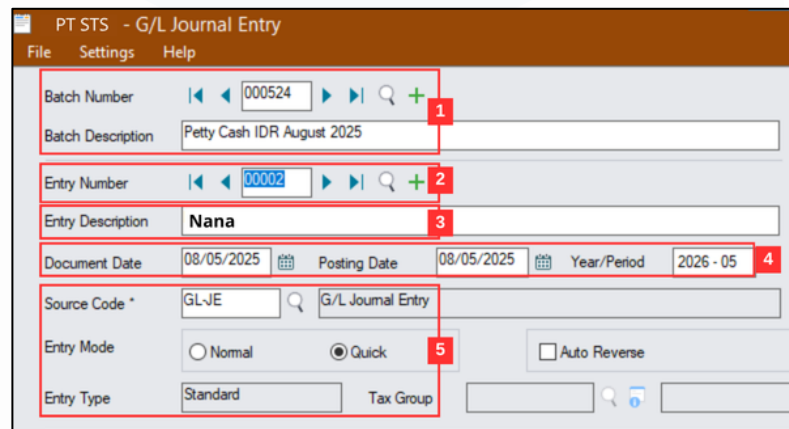 PT STS - G/L Journal Entry
File Settings Help
Batch Number 000524 1
Batch Description Petty Cash IDR August 2025
Entry Number 00002 2
Entry Description Nana 3
Document Date 08/05/2025 Posting Date 08/05/2025 Year/Period 2026 - 05 4
Source Code * GL-JE G/L Journal Entry
Entry Mode Normal Quick 5 Auto Reverse
Entry Type Standard Tax Group